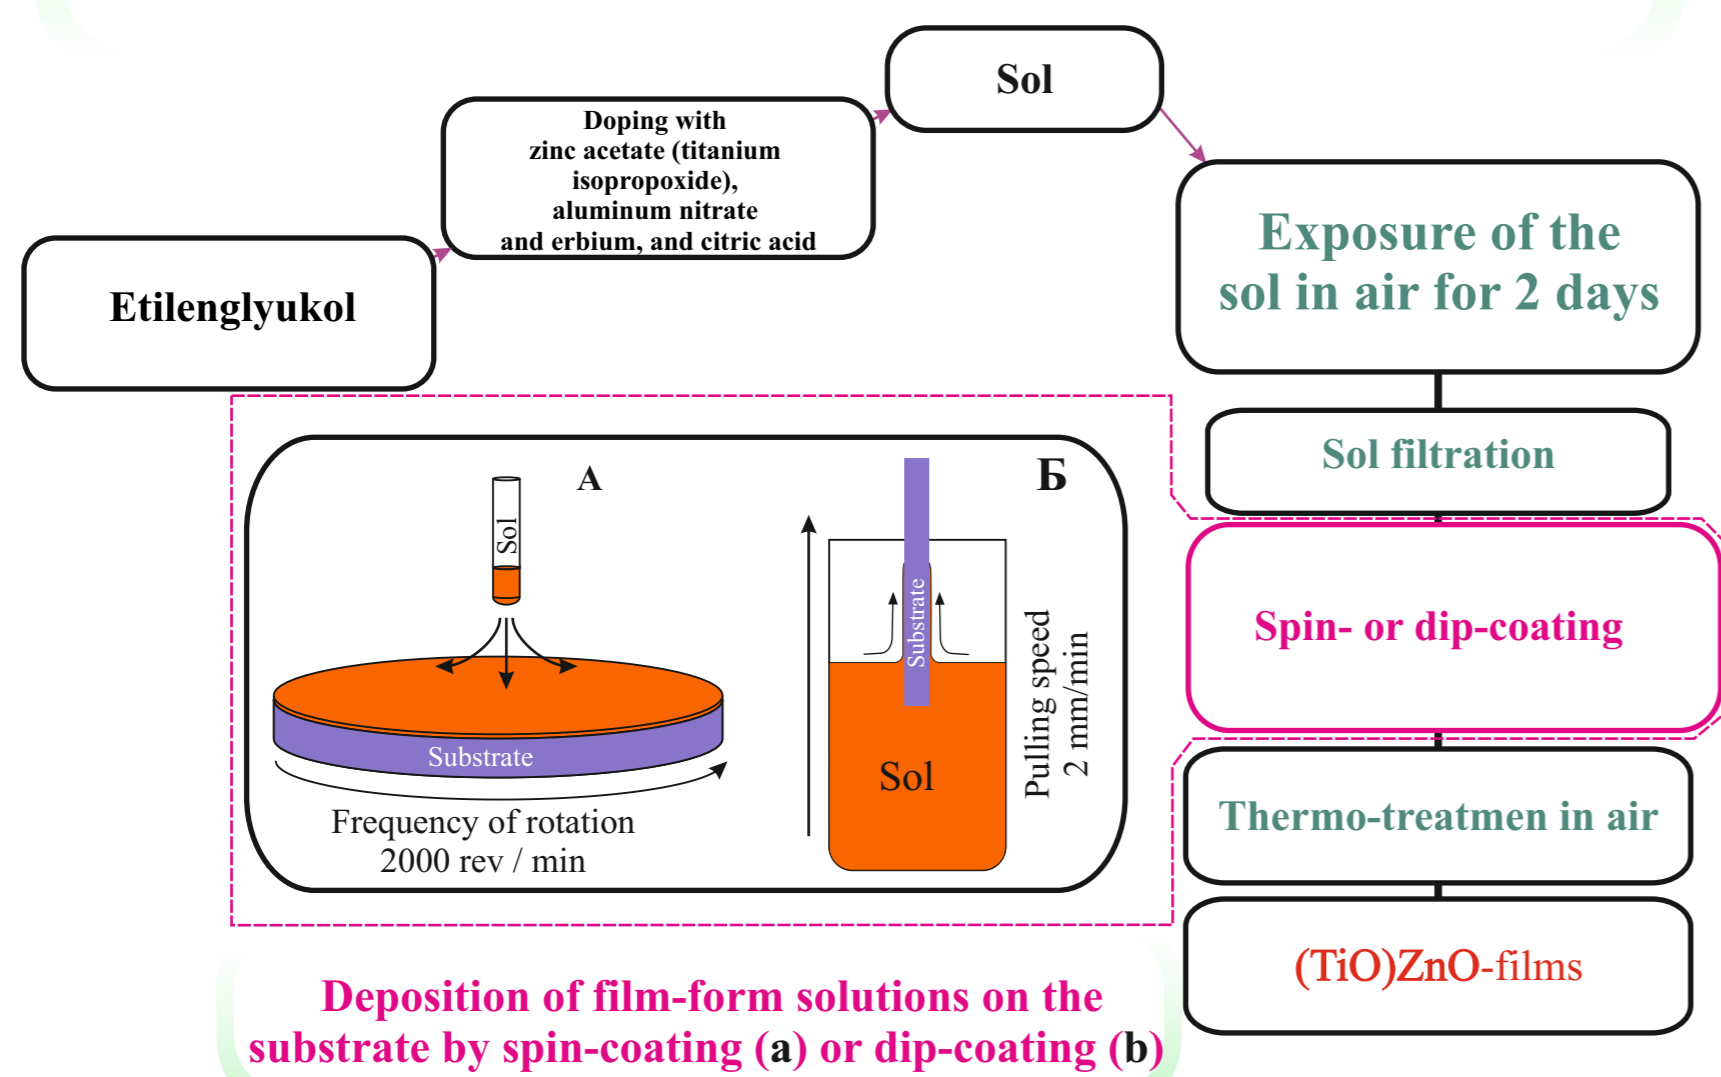 Sol
Doping with
zinc acetate (titanium
isopropoxide),
aluminum nitrate
and erbium, and citric acid
Etilenglyukol
Exposure of the
sol in air for 2 days
Sol filtration
Spin- or dip-coating
Thermo-treatmen in air
(TiO)ZnO-films
А
Sol
Substrate
Frequency of rotation
2000 rev / min
Б
Substrate
Sol
Pulling speed
2 mm/min
Deposition of film-form solutions on the
substrate by spin-coating (a) or dip-coating (b)